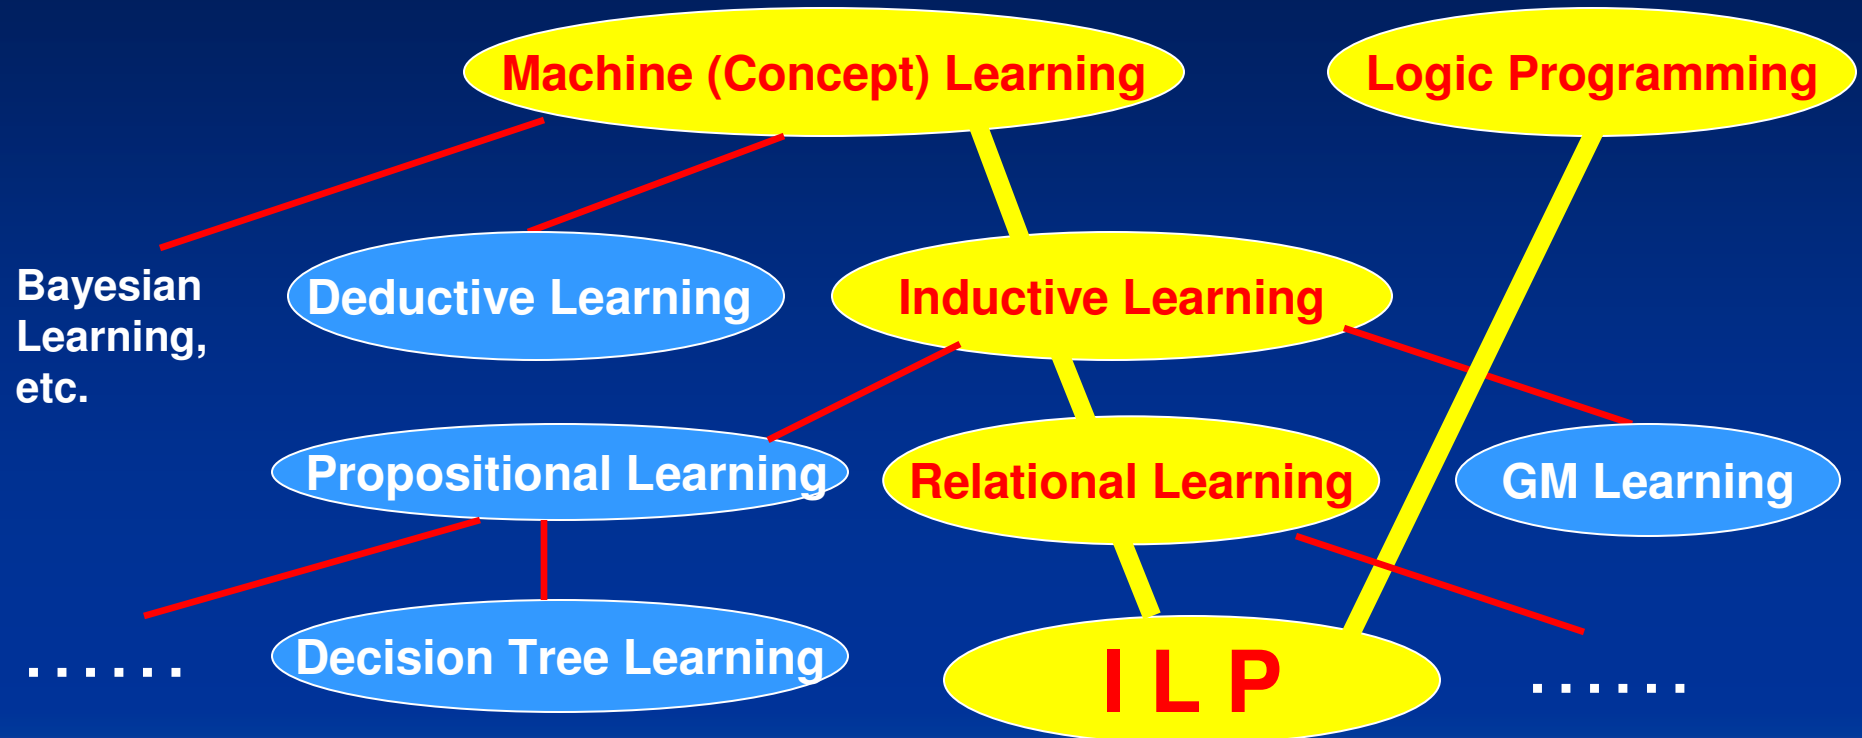 Machine (Concept) Learning
Logic Programming
Bayesian
Learning,
etc.
Deductive Learning
Inductive Learning
Propositional Learning
Relational Learning
GM Learning
......
Decision Tree Learning
I L P
......